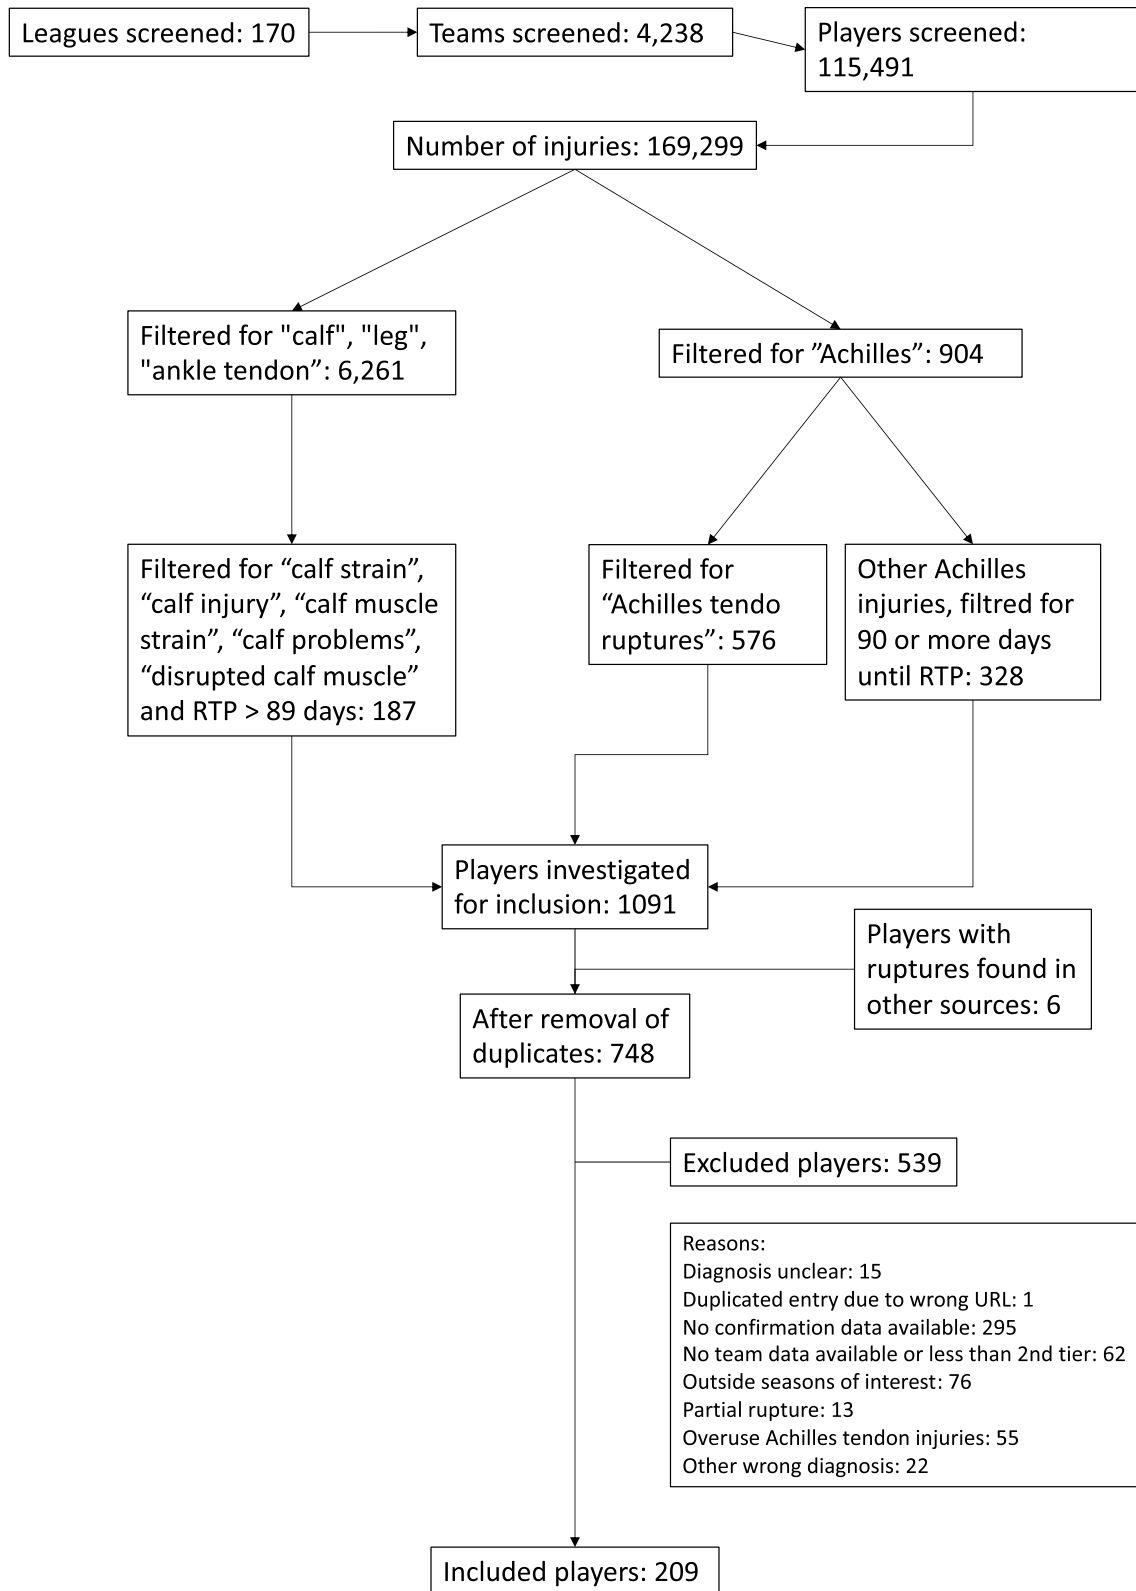 Leagues screened: 170
Teams screened: 4,238
Players screened:
115,491
Number of injuries: 169,299
Filtered for "calf", "leg",
"ankle tendon”: 6,261
Filtered for ”Achilles”: 904
Filtered for “calf strain”,
“calf injury”, “calf muscle
strain”, “calf problems”,
“disrupted calf muscle”
and RTP > 89 days: 187
Filtered for
“Achilles tendo
ruptures”: 576
Other Achilles
injuries, filtred for
90 or more days
until RTP: 328
Players investigated
for inclusion: 1091
Players with
ruptures found in
other sources: 6
After removal of
duplicates: 748
Excluded players: 539
Reasons:
Diagnosis unclear: 15
Duplicated entry due to wrong URL: 1
No confirmation data available: 295
No team data available or less than 2nd tier: 62
Outside seasons of interest: 76
Partial rupture: 13
Overuse Achilles tendon injuries: 55
Other wrong diagnosis: 22
Included players: 209